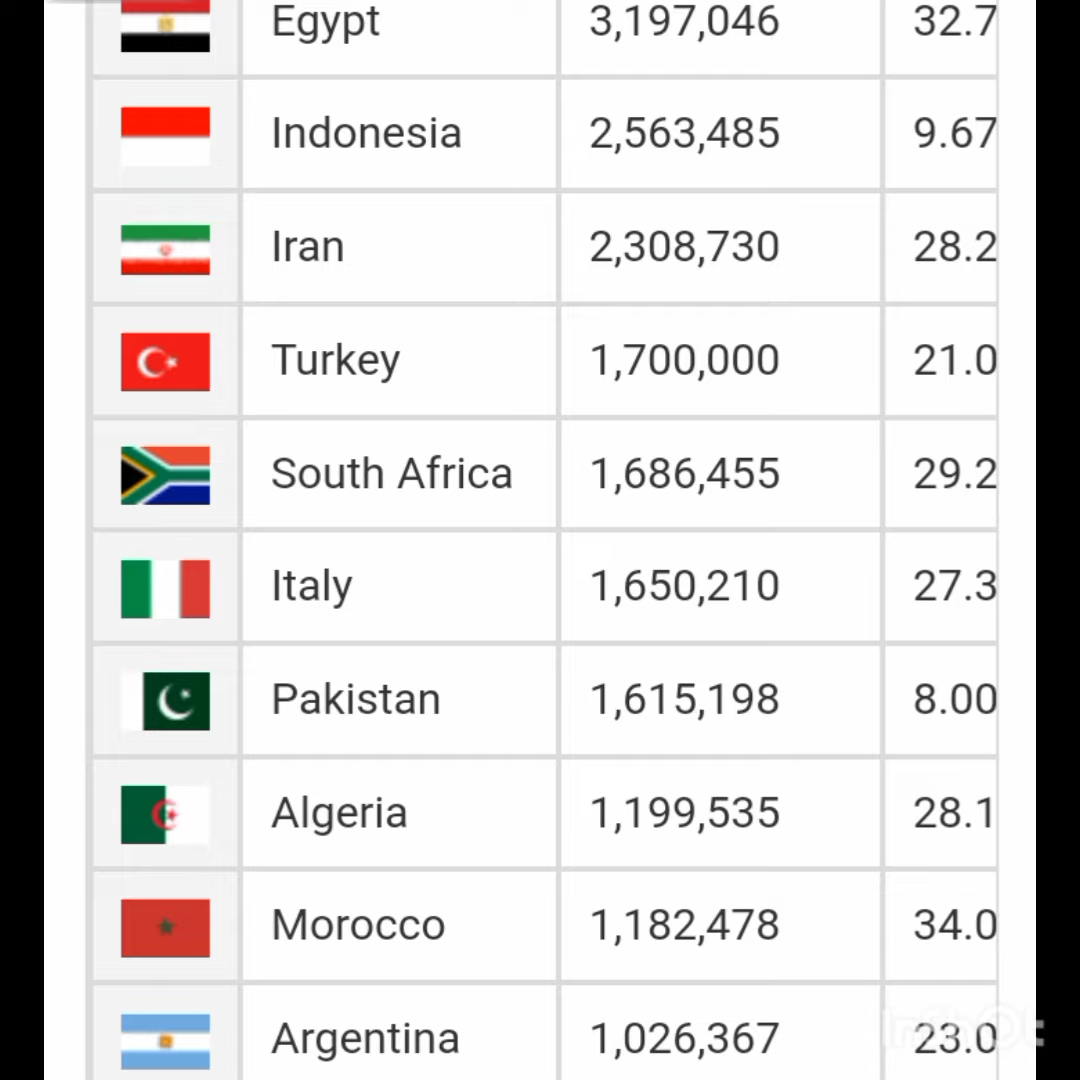 Egypt 3,197,046 32.7
Indonesia 2,563,485 9.67
Iran 2,308,730 28.2
Turkey 1,700,000 21.0
South Africa 1,686,455 29.2
Italy 1,650,210 27.3
Pakistan 1,615,198 8.00
Algeria 1,199,535 28.1
Morocco 1,182,478 34.0
Argentina 1,026,367 23.0